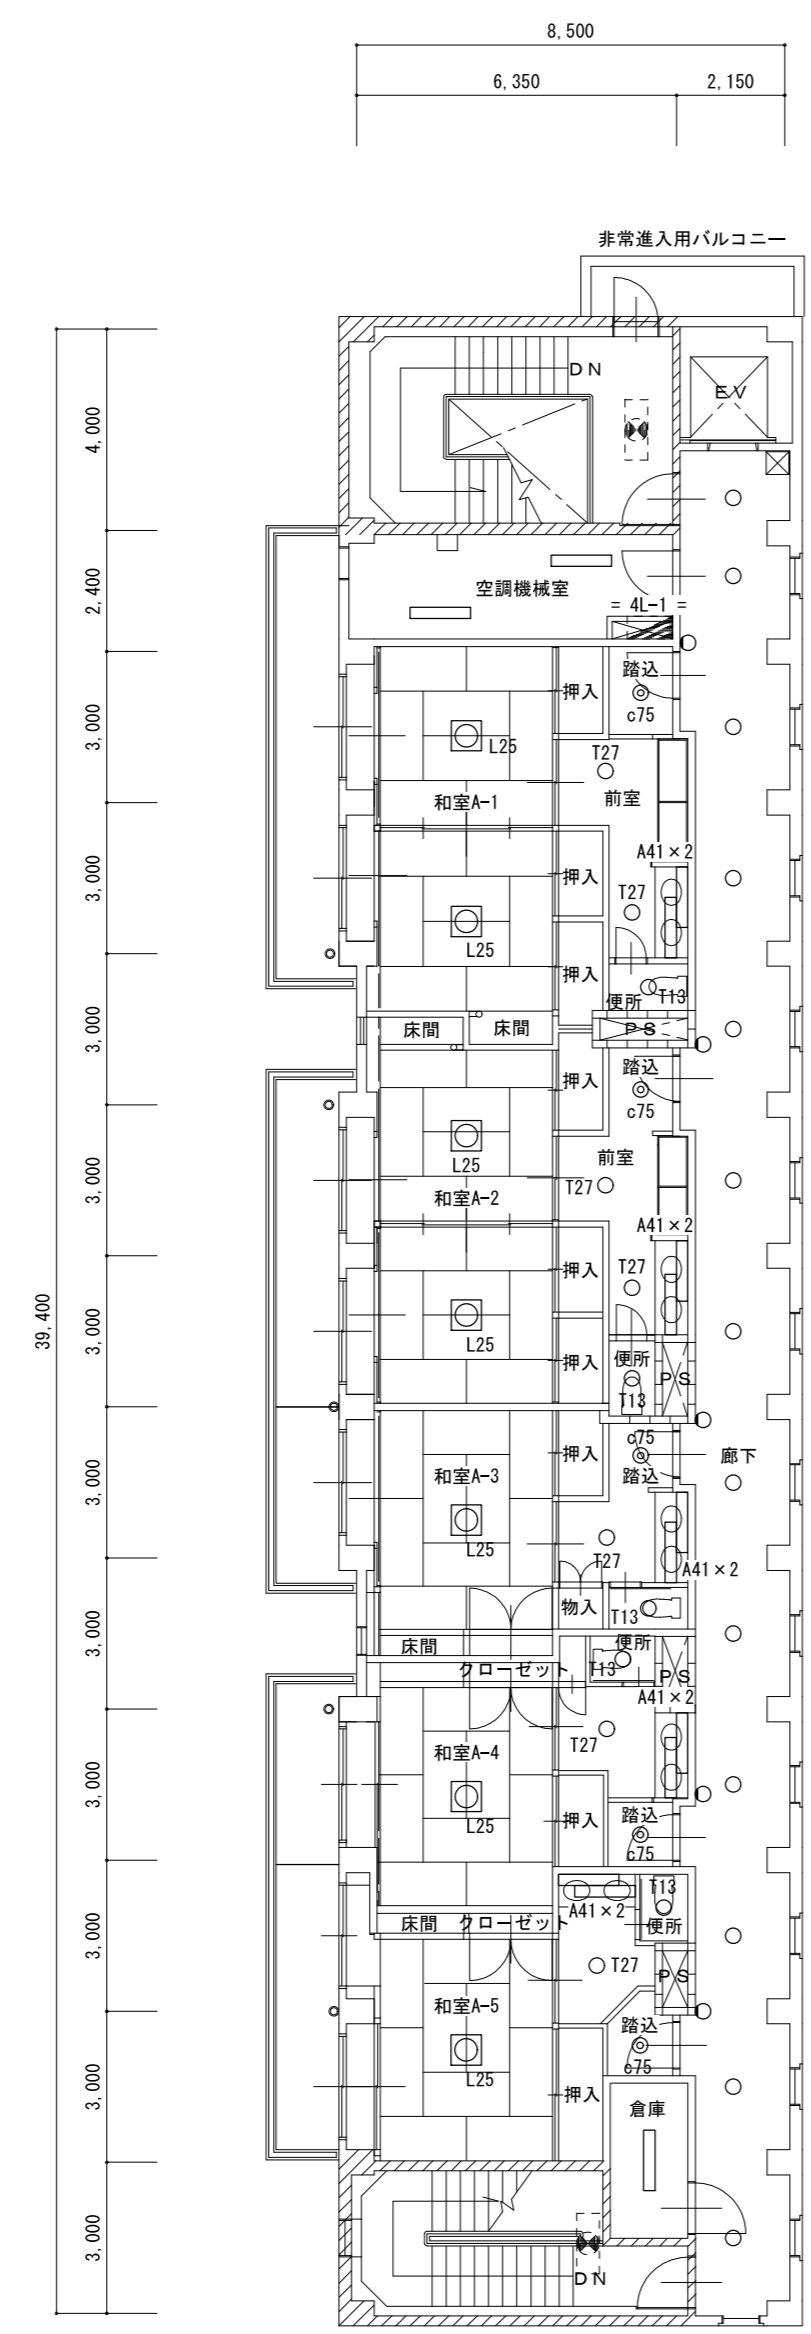 8,500
6,350
2,150
非常進入用バルコニー
DN
EV
4,000
2,400
空調機械室
= 4L-1 =
踏込
押入
c75
3,000
L25
T27
和室A-1
前室
A41×2
3,000
押入
T27
L25
押入
便所
T13
PS
3,000
床間
床間
踏込
押入
c75
前室
L25
3,000
T27
和室A-2
A41×2
T27
押入
39,400
3,000
L25
便所
押入
PS
T13
c75
押入
廊下
和室A-3
踏込
3,000
L25
T27
A41×2
物入
T13
3,000
床間
便所
クローゼット
T13
PS
A41×2
T27
和室A-4
3,000
踏込
押入
L25
c75
T13
A41×2
床間
クローゼット
便所
3,000
T27
PS
和室A-5
踏込
c75
L25
3,000
押入
倉庫
3,000
DN